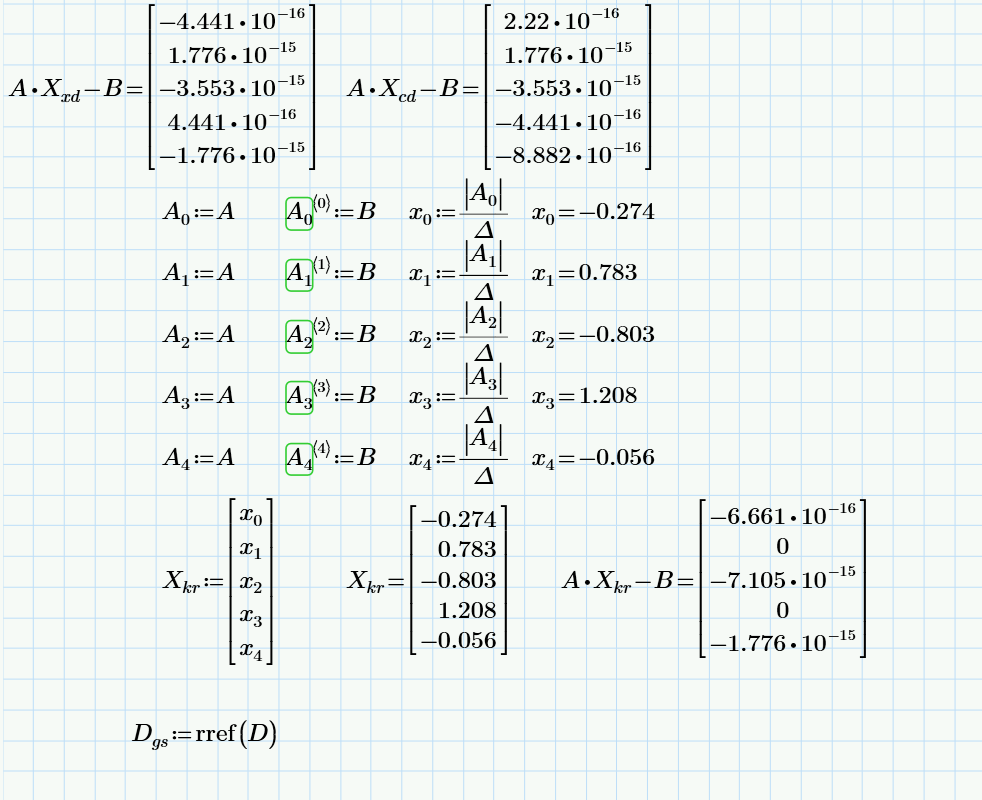 A⋅X_xd−B=[−4.441⋅10^−16; 1.776⋅10^−15; −3.553⋅10^−15; 4.441⋅10^−16; −1.776⋅10^−15] A⋅X_cd−B=[2.22⋅10^−16; 1.776⋅10^−15; −3.553⋅10^−15; −4.441⋅10^−16; −8.882⋅10^−16]
A_0:=A A_0^⟨0⟩:=B x_0:=|A_0|/Δ x_0=−0.274
A_1:=A A_1^⟨1⟩:=B x_1:=|A_1|/Δ x_1=0.783
A_2:=A A_2^⟨2⟩:=B x_2:=|A_2|/Δ x_2=−0.803
A_3:=A A_3^⟨3⟩:=B x_3:=|A_3|/Δ x_3=1.208
A_4:=A A_4^⟨4⟩:=B x_4:=|A_4|/Δ x_4=−0.056
X_kr:=[x_0; x_1; x_2; x_3; x_4] X_kr=[−0.274; 0.783; −0.803; 1.208; −0.056] A⋅X_kr−B=[−6.661⋅10^−16; 0; −7.105⋅10^−15; 0; −1.776⋅10^−15]
D_gs:=rref(D)